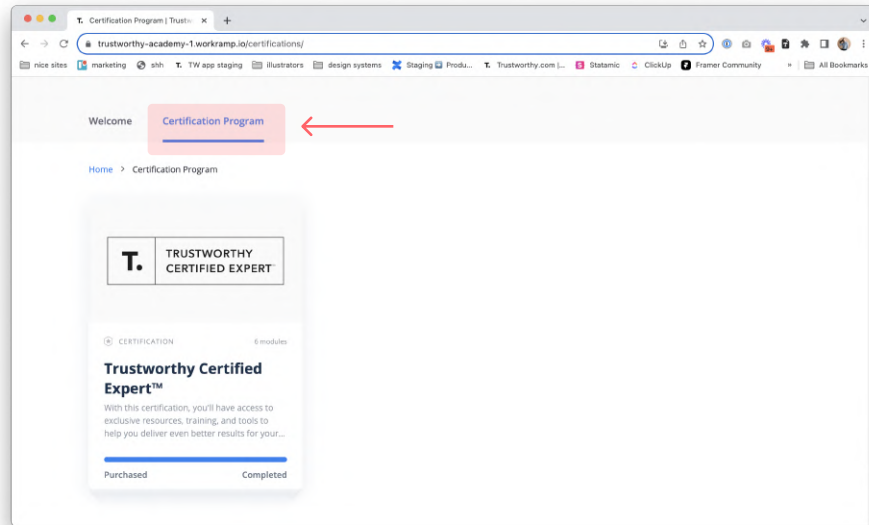 T. Certification Program | Trustw
trustworthy-academy-1.workramp.io/certifications/
nice sites marketing shh T. TW app staging illustrators design systems Staging Produ... T. Trustworthy.com |... Statamic ClickUp Framer Community » All Bookmarks
Welcome Certification Program
Home > Certification Program
T. TRUSTWORTHY
CERTIFIED EXPERT
CERTIFICATION 6 modules
Trustworthy Certified
Expert™
With this certification, you'll have access to
exclusive resources, training, and tools to
help you deliver even better results for your...
Purchased Completed